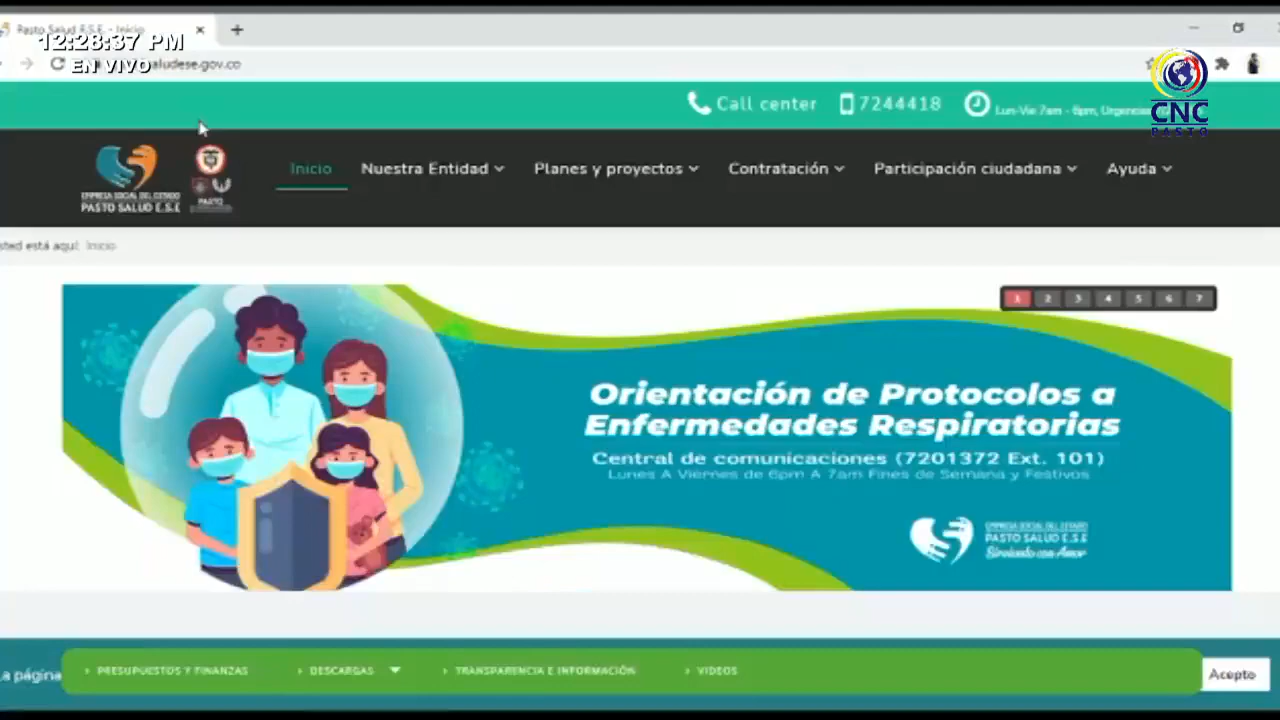 Pasto Salud E.S.E. - Inicio
12:28:37 PM
EN VIVO
saludese.gov.co
CNC
PASTO
Call center
7244418
Lun-Vie 7am - 6pm, Urgencias
EMPRESA SOCIAL DEL ESTADO
PASTO SALUD E.S.E
PASTO
Inicio
Nuestra Entidad
Planes y proyectos
Contratación
Participación ciudadana
Ayuda
sted está aquí: Inicio
1 2 3 4 5 6 7
Orientación de Protocolos a
Enfermedades Respiratorias
Central de comunicaciones (7201372 Ext. 101)
Lunes A Viernes de 6pm A 7am Fines de Semana y Festivos
EMPRESA SOCIAL DEL ESTADO
PASTO SALUD E.S.E
Sirviendo con Amor
La página
PRESUPUESTOS Y FINANZAS
DESCARGAS
TRANSPARENCIA E INFORMACIÓN
VIDEOS
Acepto